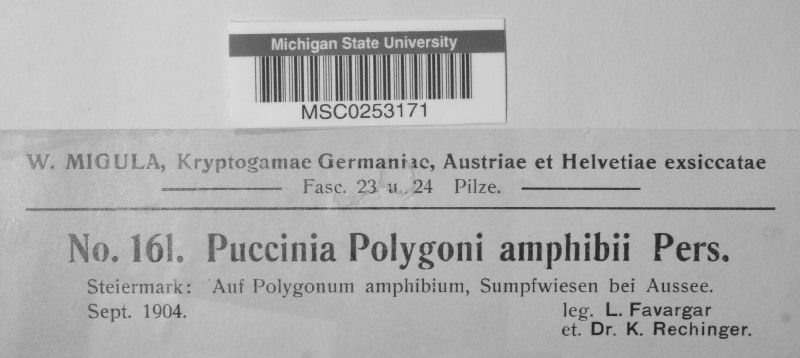 Michigan State University
MSC0253171
W. MIGULA, Kryptogamae Germaniae, Austriae et Helvetiae exsiccatae
Fasc. 23 u. 24 Pilze.
No. 161. Puccinia Polygoni amphibii Pers.
Steiermark: Auf Polygonum amphibium, Sumpfwiesen bei Aussee.
Sept. 1904.
leg. L. Favargar
et. Dr. K. Rechinger.